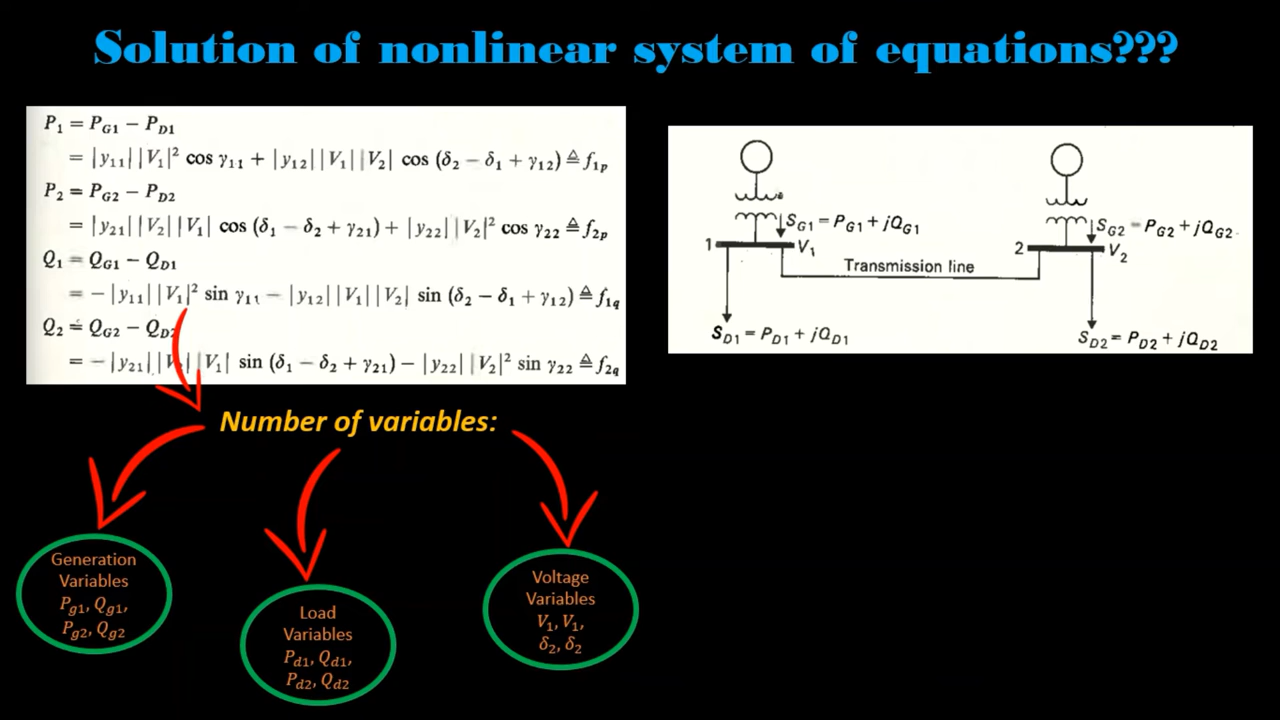 Solution of nonlinear system of equations???
P₁ = P_G1 − P_D1
= |y₁₁| |V₁|² cos γ₁₁ + |y₁₂| |V₁| |V₂| cos (δ₂ − δ₁ + γ₁₂) ≜ f₁p
P₂ = P_G2 − P_D2
= |y₂₁| |V₂| |V₁| cos (δ₁ − δ₂ + γ₂₁) + |y₂₂| |V₂|² cos γ₂₂ ≜ f₂p
Q₁ = Q_G1 − Q_D1
= − |y₁₁| |V₁|² sin γ₁₁ − |y₁₂| |V₁| |V₂| sin (δ₂ − δ₁ + γ₁₂) ≜ f₁q
Q₂ = Q_G2 − Q_D2
= − |y₂₁| |V₂| |V₁| sin (δ₁ − δ₂ + γ₂₁) − |y₂₂| |V₂|² sin γ₂₂ ≜ f₂q
S_G1 = P_G1 + jQ_G1
1
V₁
S_G2 = P_G2 + jQ_G2
2
V₂
Transmission line
S_D1 = P_D1 + jQ_D1
S_D2 = P_D2 + jQ_D2
Number of variables:
Generation
Variables
P_g1, Q_g1,
P_g2, Q_g2
Load
Variables
P_d1, Q_d1,
P_d2, Q_d2
Voltage
Variables
V₁, V₁,
δ₂, δ₂